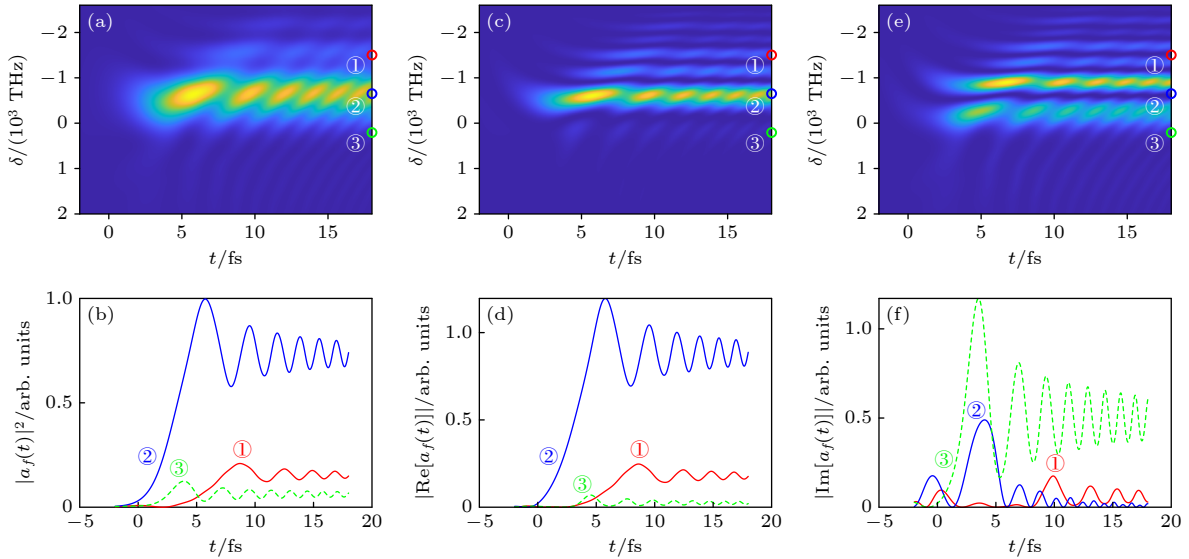 (a) (c) (e)
−2 −2 −2
① ① ①
−1 −1 −1
② ② ②
0 0 0
③ ③ ③
1 1 1
2 2 2
δ/(10³ THz) δ/(10³ THz) δ/(10³ THz)
0 5 10 15 0 5 10 15 0 5 10 15
t/fs t/fs t/fs
(b) (d) (f)
1.0 1.0 1.0
0.5 0.5 0.5
0 0 0
② ③ ① ② ③ ① ③ ② ①
|a_f(t)|²/arb. units |Re[a_f(t)]|/arb. units |Im[a_f(t)]|/arb. units
−5 0 5 10 15 20 −5 0 5 10 15 20 −5 0 5 10 15 20
t/fs t/fs t/fs